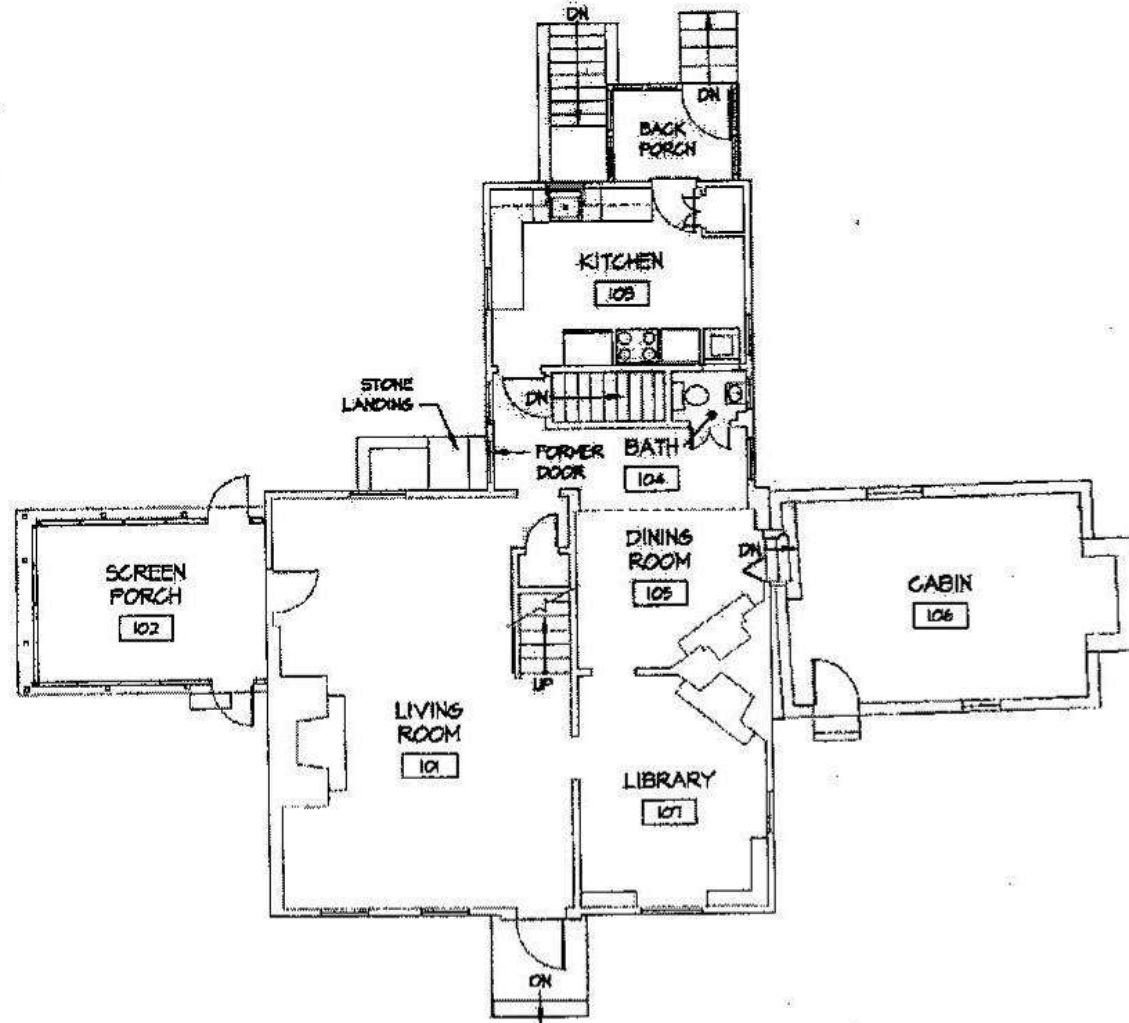 DN
DN
BACK
PORCH
KITCHEN
103
STONE
LANDING
DN
FORMER
DOOR
BATH
104
SCREEN
PORCH
102
DINING
ROOM
105
DN
CABIN
106
UP
LIVING
ROOM
101
LIBRARY
107
DN